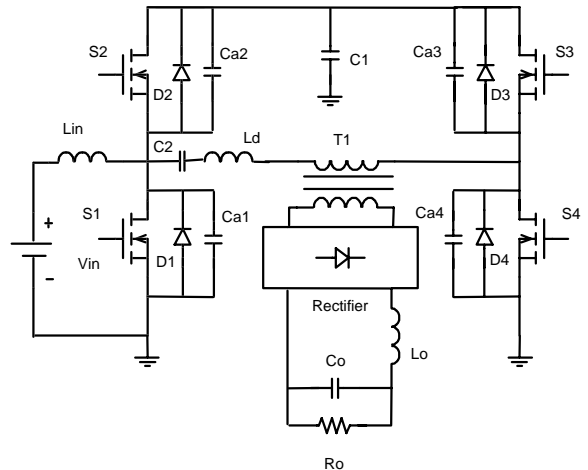 S2
Ca2
D2
C1
Ca3
D3
S3
Lin
C2
Ld
T1
S1
Ca1
D1
+
Vin
-
Ca4
D4
S4
Rectifier
Lo
Co
Ro